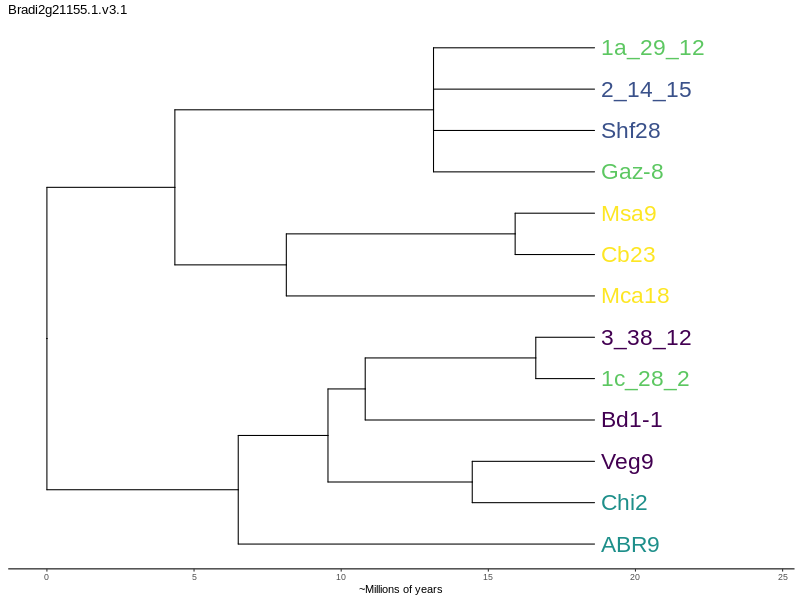 Bradi2g21155.1.v3.1
1a_29_12
2_14_15
Shf28
Gaz-8
Msa9
Cb23
Mca18
3_38_12
1c_28_2
Bd1-1
Veg9
Chi2
ABR9
0 5 10 15 20 25
~Millions of years